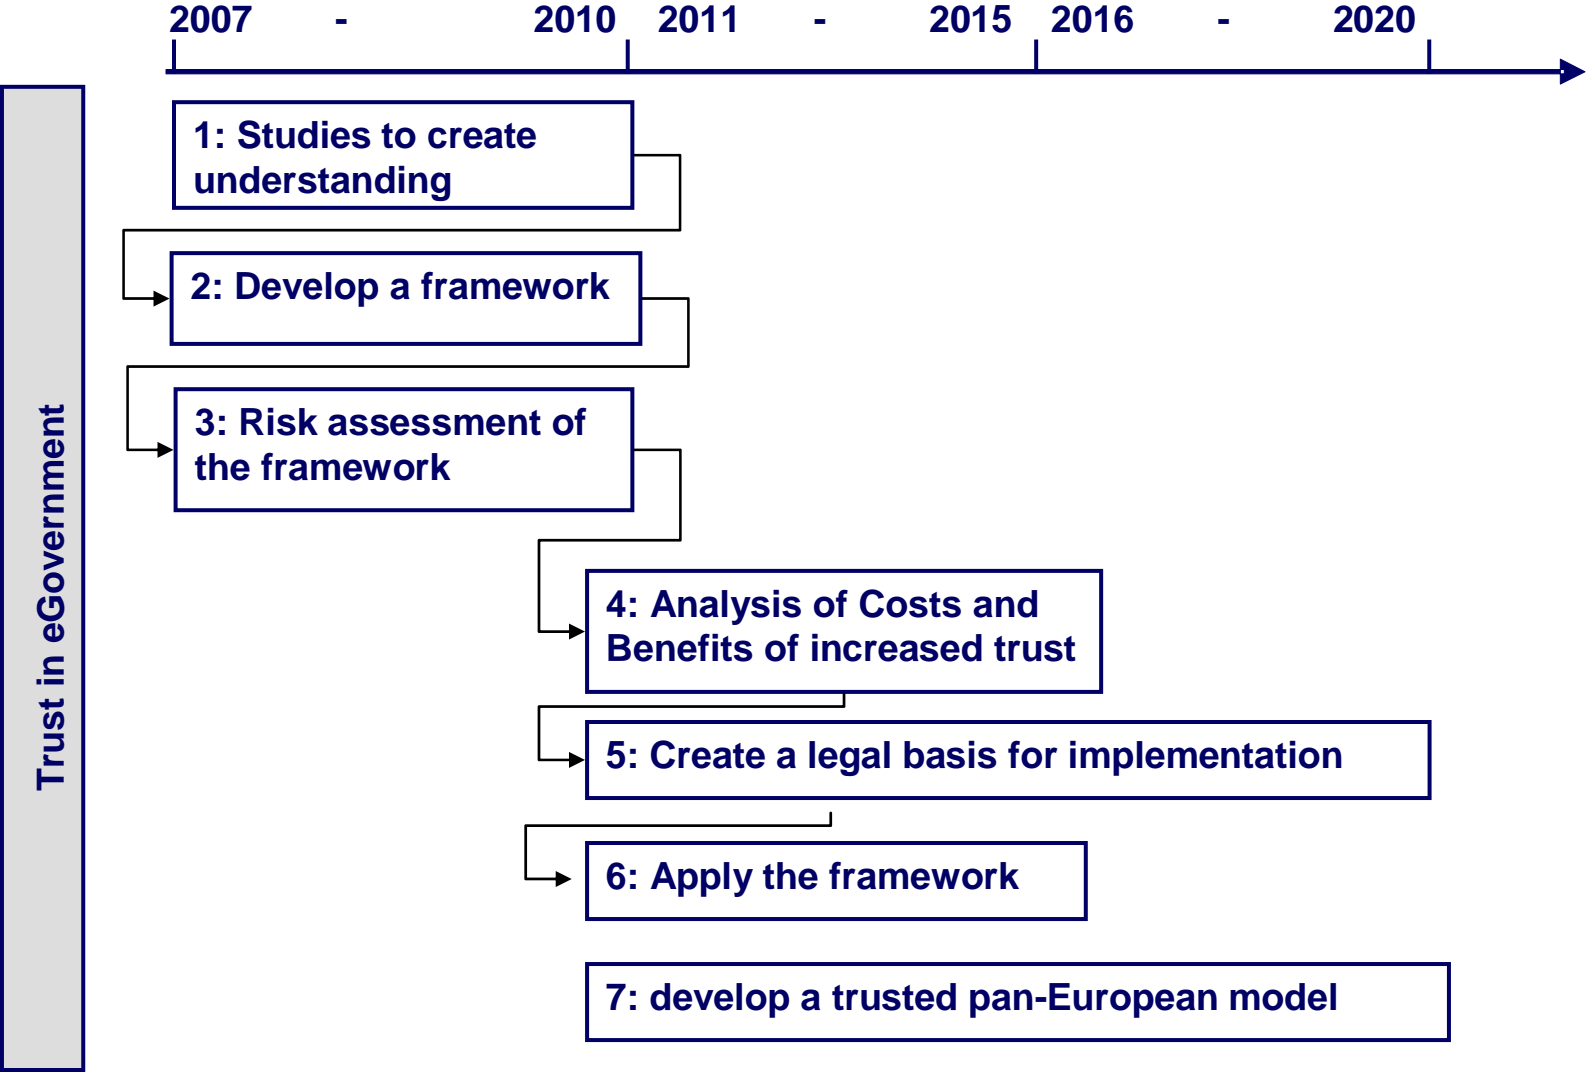 2007 - 2010 2011 - 2015 2016 - 2020
Trust in eGovernment
1: Studies to create
understanding
2: Develop a framework
3: Risk assessment of
the framework
4: Analysis of Costs and
Benefits of increased trust
5: Create a legal basis for implementation
6: Apply the framework
7: develop a trusted pan-European model